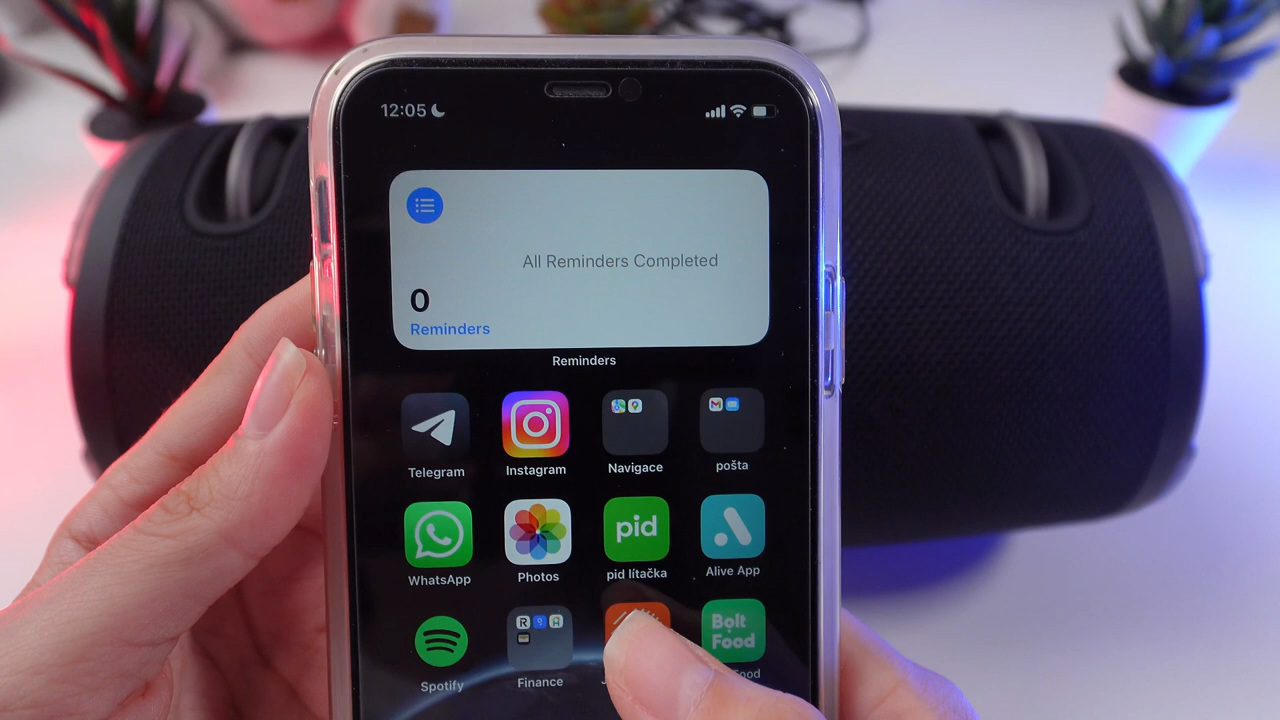 12:05
All Reminders Completed
0
Reminders
Reminders
Telegram
Instagram
Navigace
pošta
pid
WhatsApp
Photos
pid lítačka
Alive App
Bolt
Food
Spotify
Finance
J
Food